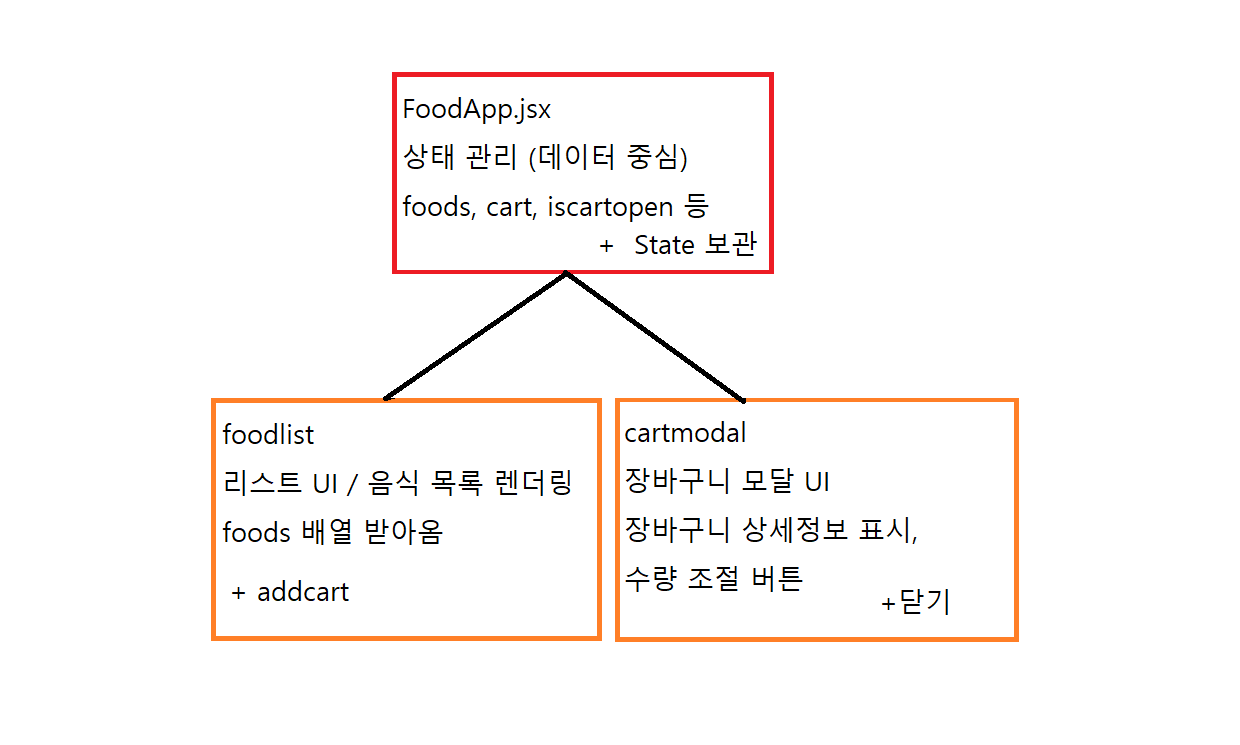 FoodApp.jsx
상태 관리 (데이터 중심)
foods, cart, iscartopen 등
+ State 보관
foodlist
리스트 UI / 음식 목록 렌더링
foods 배열 받아옴
+ addcart
cartmodal
장바구니 모달 UI
장바구니 상세정보 표시,
수량 조절 버튼
+닫기